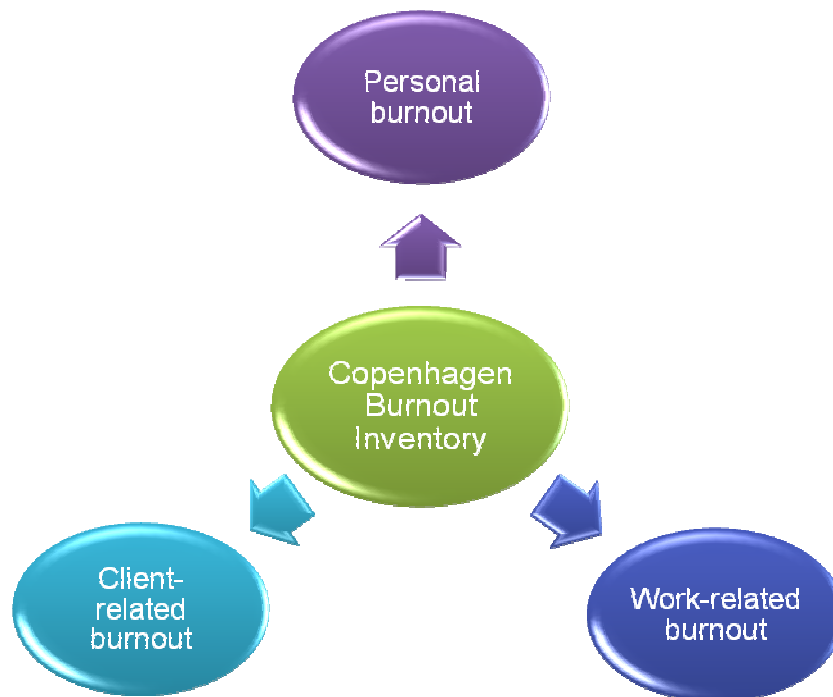 Personal
burnout
Copenhagen
Burnout
Inventory
Client-
related
burnout
Work-related
burnout